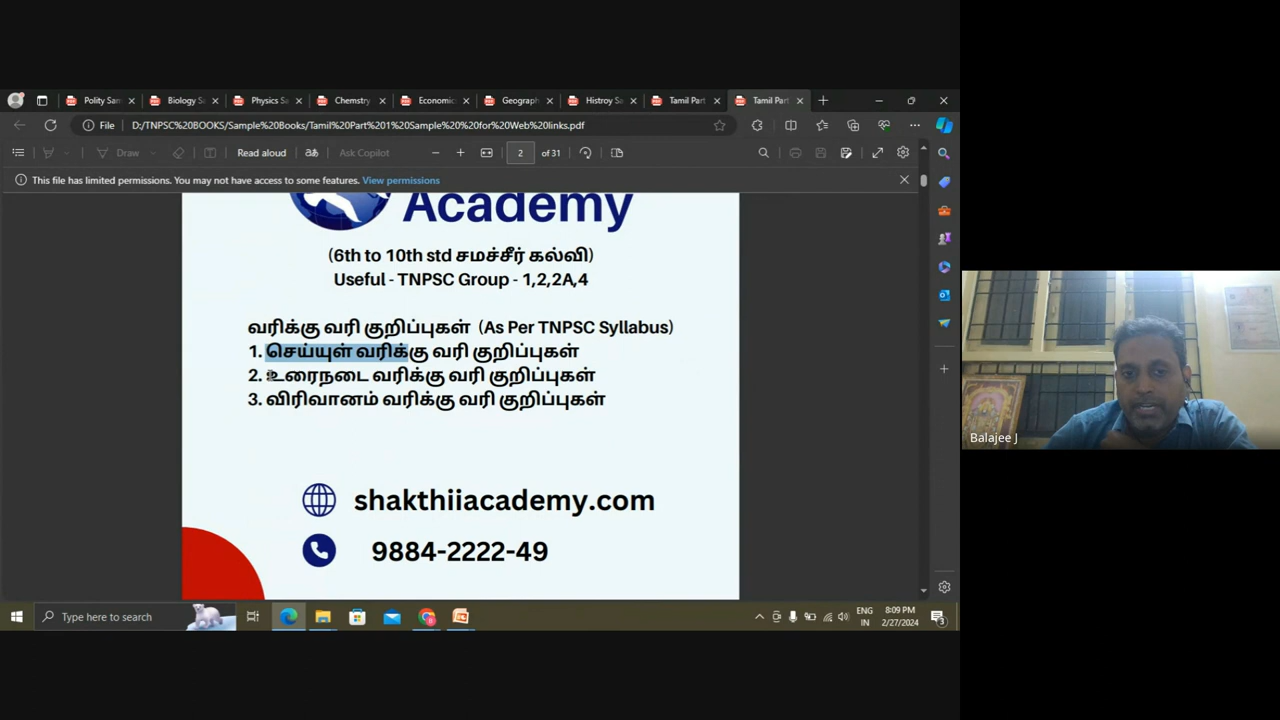 Polity Sam
Biology S
Physics Sa
Chemstry
Economic
Geograph
Histroy Sa
Tamil Part
Tamil Part
File
D:/TNPSC%20BOOKS/Sample%20Books/Tamil%20Part%201%20Sample%20%20for%20Web%20links.pdf
Draw
Read aloud
aあ
Ask Copilot
2 of 31
This file has limited permissions. You may not have access to some features. View permissions
Academy
(6th to 10th std சமச்சீர் கல்வி)
Useful - TNPSC Group - 1,2,2A,4
வரிக்கு வரி குறிப்புகள் (As Per TNPSC Syllabus)
1. செய்யுள் வரிக்கு வரி குறிப்புகள்
2. உரைநடை வரிக்கு வரி குறிப்புகள்
3. விரிவானம் வரிக்கு வரி குறிப்புகள்
shakthiiacademy.com
9884-2222-49
Balajee J
Type here to search
ENG
IN
8:09 PM
2/27/2024
3